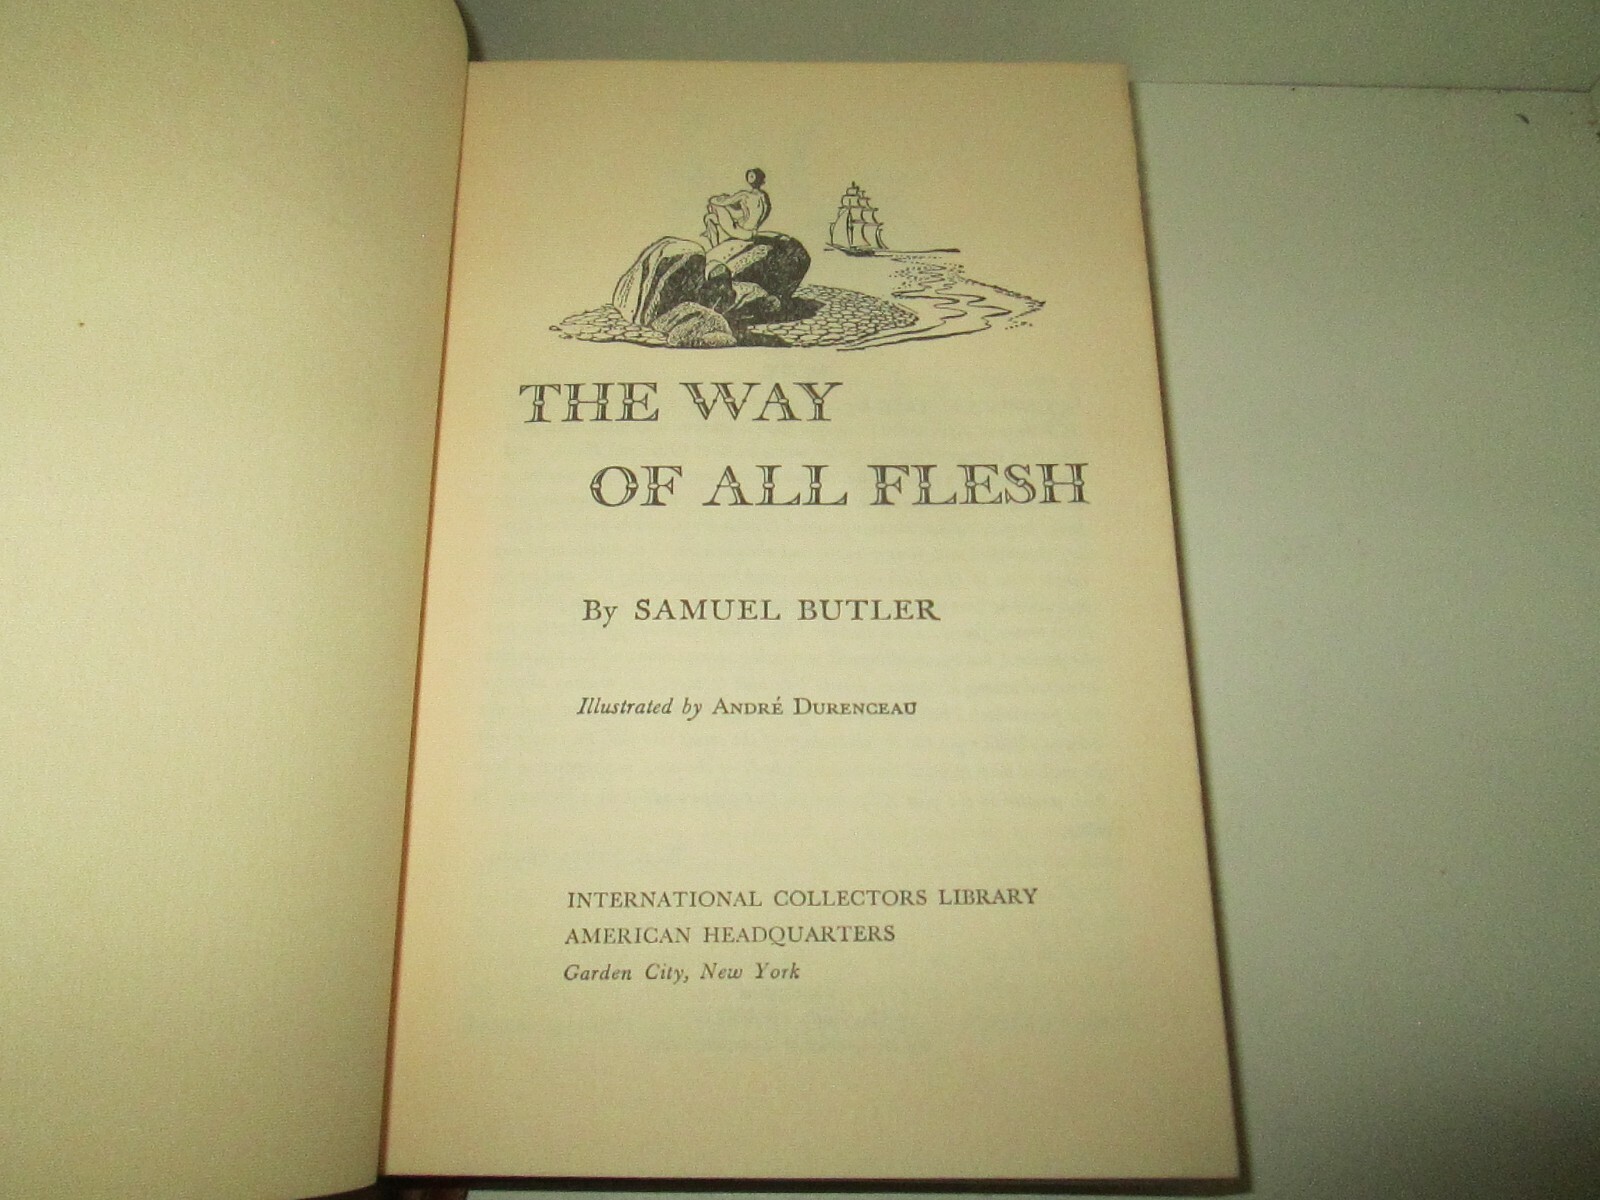 THE WAY
OF ALL FLESH
By SAMUEL BUTLER
Illustrated by ANDRÉ DURENCEAU
INTERNATIONAL COLLECTORS LIBRARY
AMERICAN HEADQUARTERS
Garden City, New York